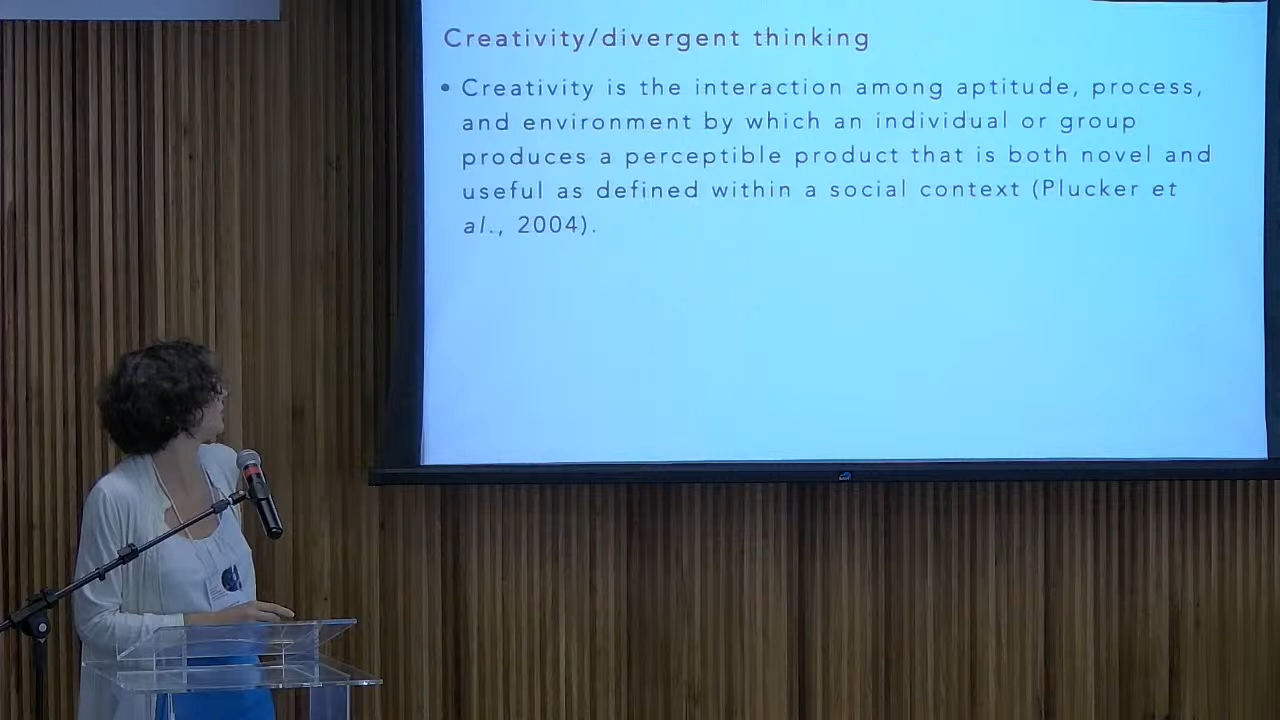 Creativity/divergent thinking
• Creativity is the interaction among aptitude, process,
and environment by which an individual or group
produces a perceptible product that is both novel and
useful as defined within a social context (Plucker et
al., 2004).